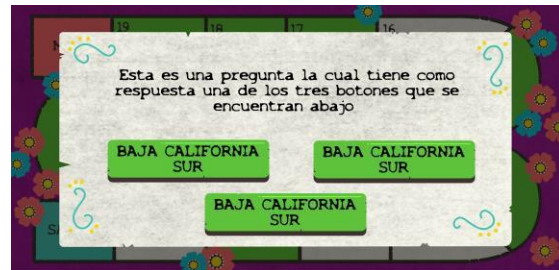 19
18
17
16.
Esta es una pregunta la cual tiene como
respuesta una de los tres botones que se
encuentran abajo
BAJA CALIFORNIA
SUR
BAJA CALIFORNIA
SUR
BAJA CALIFORNIA
SUR